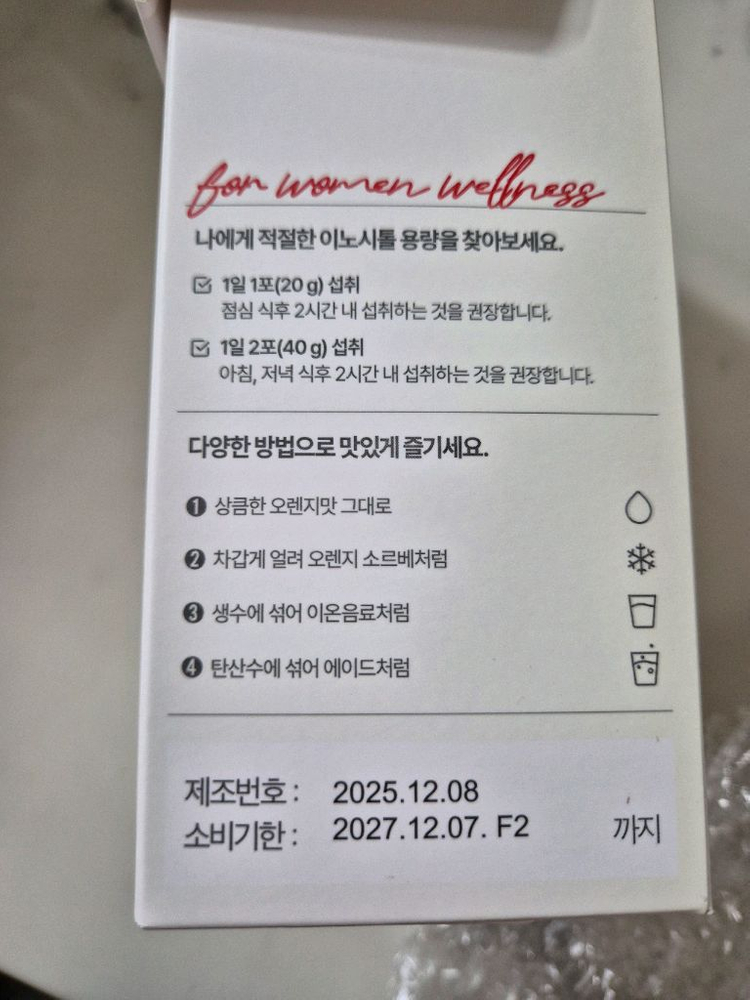 for women wellness
나에게 적절한 이노시톨 용량을 찾아보세요.
1일 1포(20 g) 섭취
점심 식후 2시간 내 섭취하는 것을 권장합니다.
1일 2포(40 g) 섭취
아침, 저녁 식후 2시간 내 섭취하는 것을 권장합니다.
다양한 방법으로 맛있게 즐기세요.
❶ 상큼한 오렌지맛 그대로
❷ 차갑게 얼려 오렌지 소르베처럼
❸ 생수에 섞어 이온음료처럼
❹ 탄산수에 섞어 에이드처럼
제조번호 : 2025.12.08
소비기한 : 2027.12.07. F2 까지